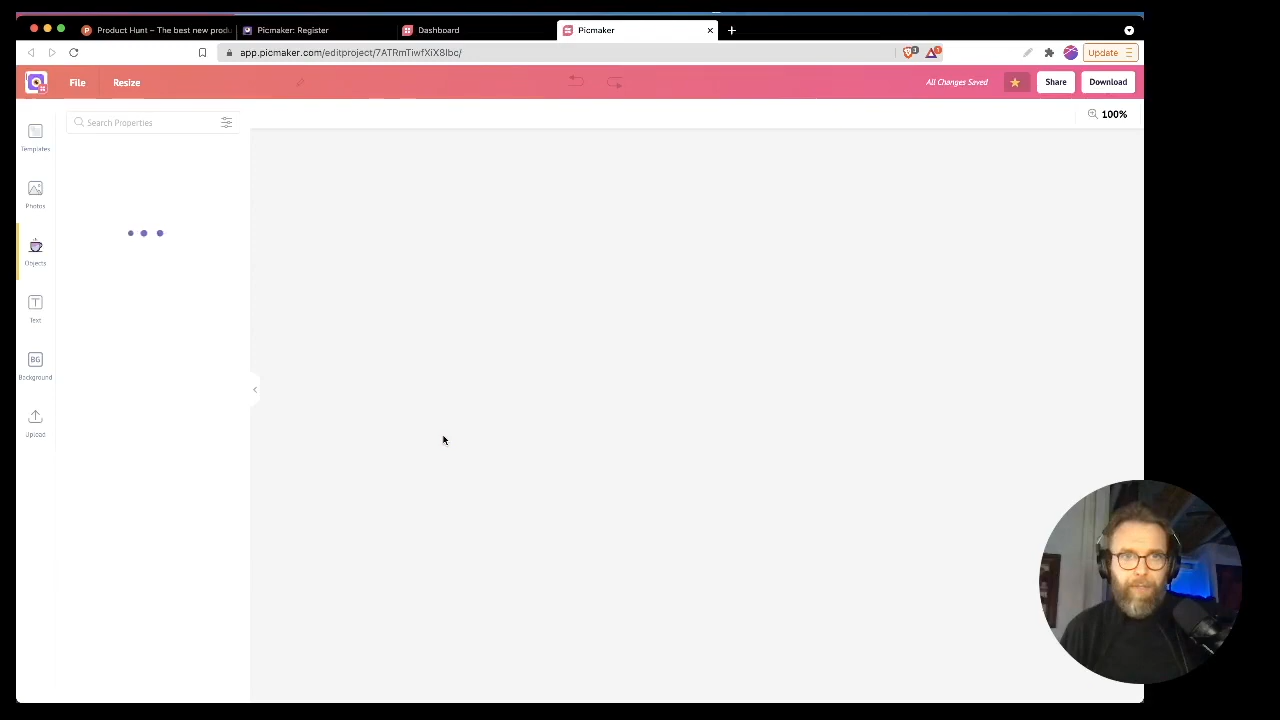 Product Hunt – The best new produ
Picmaker: Register
Dashboard
Picmaker
app.picmaker.com/editproject/7ATRmTiwfXiX8Ibc/
Update
File
Resize
All Changes Saved
Share
Download
Search Properties
100%
Templates
Photos
Objects
Text
BG
Background
Upload